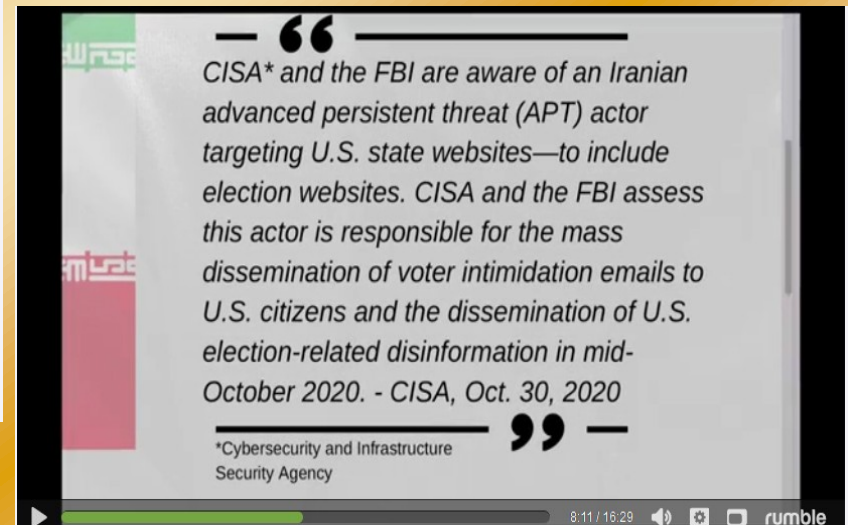 “
CISA* and the FBI are aware of an Iranian
advanced persistent threat (APT) actor
targeting U.S. state websites—to include
election websites. CISA and the FBI assess
this actor is responsible for the mass
dissemination of voter intimidation emails to
U.S. citizens and the dissemination of U.S.
election-related disinformation in mid-
October 2020. - CISA, Oct. 30, 2020
”
*Cybersecurity and Infrastructure
Security Agency
8:11 / 16:29
rumble